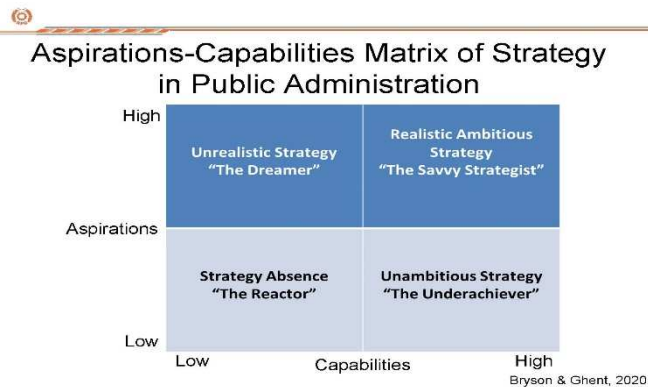 Aspirations-Capabilities Matrix of Strategy
in Public Administration
High
Unrealistic Strategy
“The Dreamer”
Realistic Ambitious
Strategy
“The Savvy Strategist”
Aspirations
Strategy Absence
“The Reactor”
Unambitious Strategy
“The Underachiever”
Low
Low
Capabilities
High
Bryson & Ghent, 2020